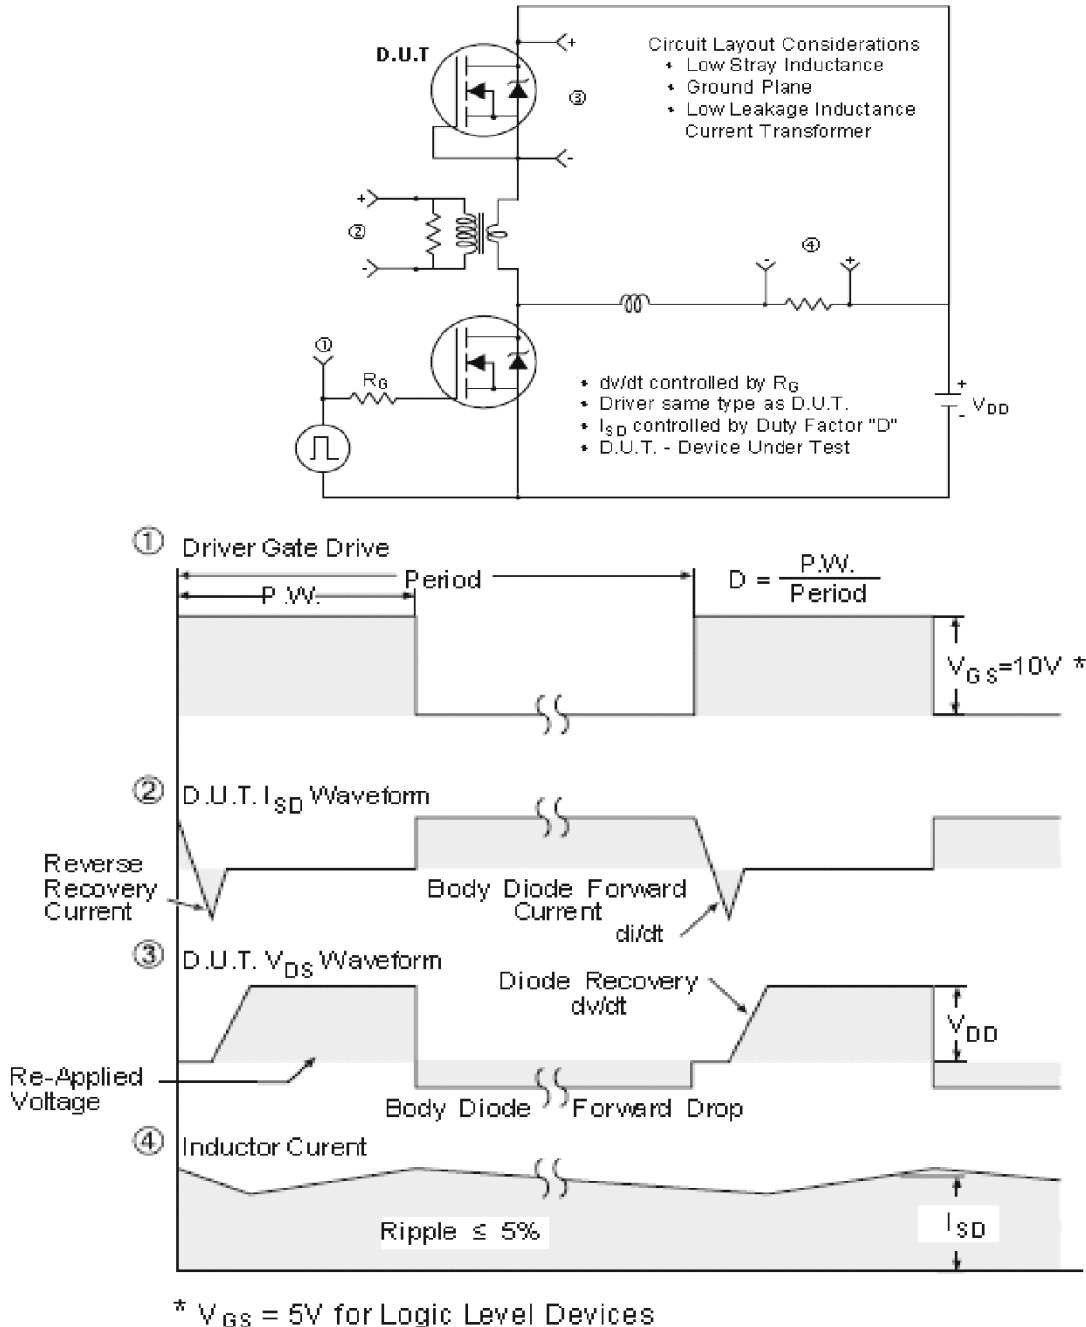 D.U.T
+
③
-
Circuit Layout Considerations
• Low Stray Inductance
• Ground Plane
• Low Leakage Inductance
Current Transformer
+
②
-
④
-
+
①
RG
• dv/dt controlled by RG
• Driver same type as D.U.T.
• ISD controlled by Duty Factor "D"
• D.U.T. - Device Under Test
+
-
VDD
① Driver Gate Drive
Period
P.W.
D = P.W.
Period
VGS=10V *
② D.U.T. ISD Waveform
Reverse
Recovery
Current
Body Diode Forward
Current
di/dt
③ D.U.T. VDS Waveform
Diode Recovery
dv/dt
VDD
Re-Applied
Voltage
Body Diode Forward Drop
④ Inductor Curent
Ripple ≤ 5%
ISD
* VGS = 5V for Logic Level Devices